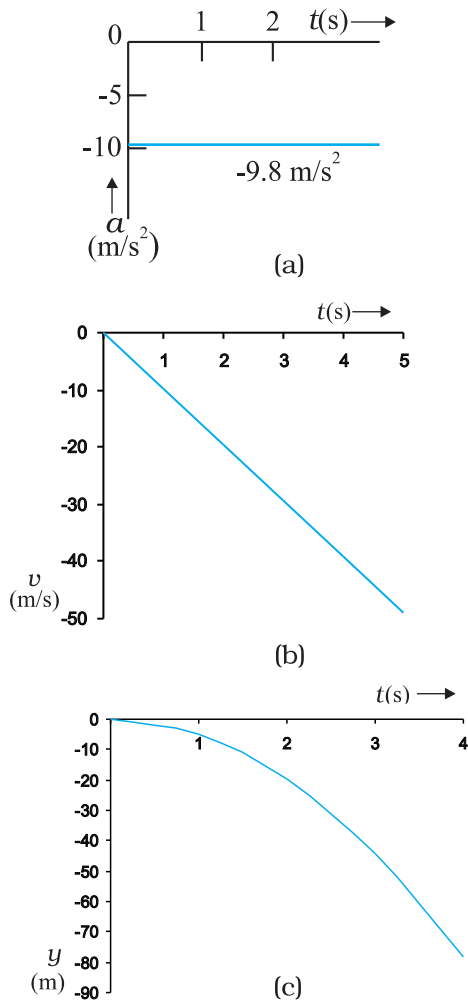 0 1 2 t(s)
-5
-10
-9.8 m/s²
a
(m/s²)
(a)
t(s)
0 1 2 3 4 5
-10
-20
-30
-40
v
(m/s)
-50
(b)
t(s)
0 1 2 3 4
-10
-20
-30
-40
-50
-60
-70
y
-80
(m)
-90
(c)